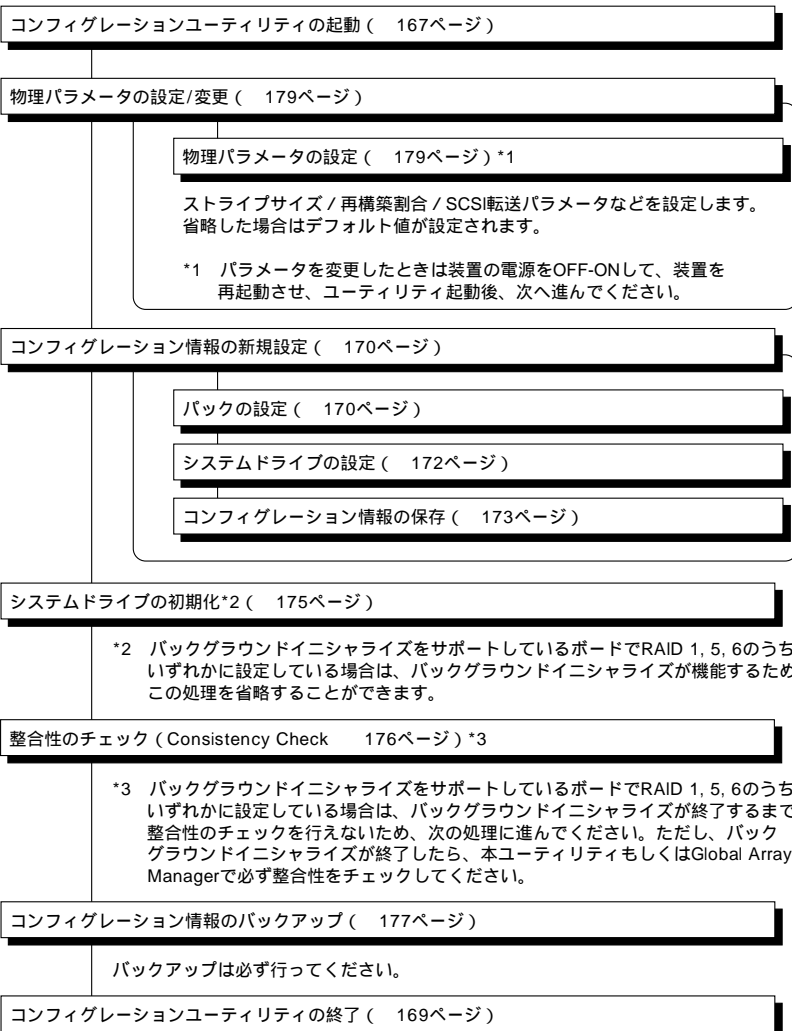 コンフィグレーションユーティリティの起動（　167ページ）
物理パラメータの設定/変更（　179ページ）
物理パラメータの設定（　179ページ）*1
ストライプサイズ / 再構築割合 / SCSI転送パラメータなどを設定します。
省略した場合はデフォルト値が設定されます。
*1　パラメータを変更したときは装置の電源をOFF-ONして、装置を
再起動させ、ユーティリティ起動後、次へ進んでください。
コンフィグレーション情報の新規設定（　170ページ）
パックの設定（　170ページ）
システムドライブの設定（　172ページ）
コンフィグレーション情報の保存（　173ページ）
システムドライブの初期化*2（　175ページ）
*2　バックグラウンドイニシャライズをサポートしているボードでRAID 1, 5, 6のうち
いずれかに設定している場合は、バックグラウンドイニシャライズが機能するため
この処理を省略することができます。
整合性のチェック（Consistency Check　　176ページ）*3
*3　バックグラウンドイニシャライズをサポートしているボードでRAID 1, 5, 6のうち
いずれかに設定している場合は、バックグラウンドイニシャライズが終了するまで
整合性のチェックを行えないため、次の処理に進んでください。ただし、バック
グラウンドイニシャライズが終了したら、本ユーティリティもしくはGlobal Array
Managerで必ず整合性をチェックしてください。
コンフィグレーション情報のバックアップ（　177ページ）
バックアップは必ず行ってください。
コンフィグレーションユーティリティの終了（　169ページ）